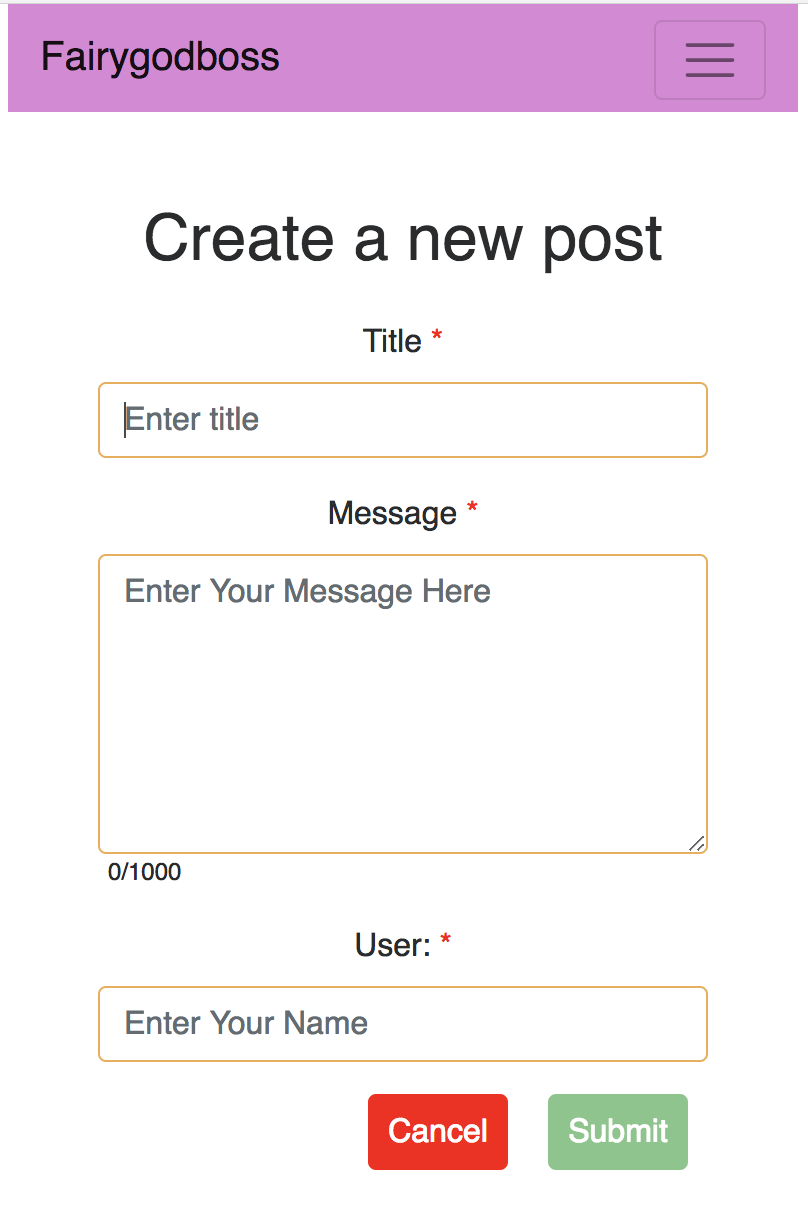 Fairygodboss
Create a new post
Title *
Enter title
Message *
Enter Your Message Here
0/1000
User: *
Enter Your Name
Cancel Submit